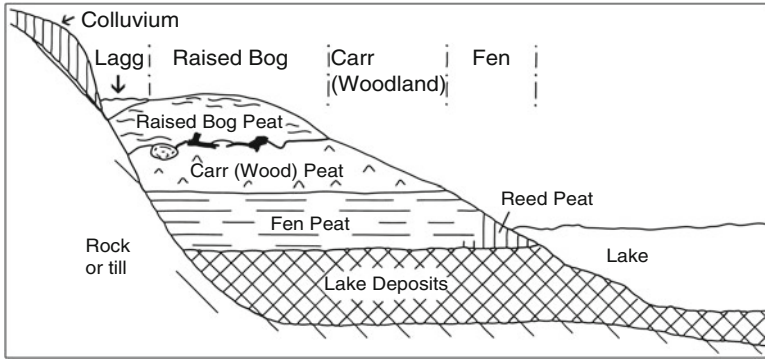 Colluvium
Lagg
Raised Bog
Carr
(Woodland)
Fen
Raised Bog Peat
Carr (Wood) Peat
Reed Peat
Fen Peat
Rock
or till
Lake
Lake Deposits